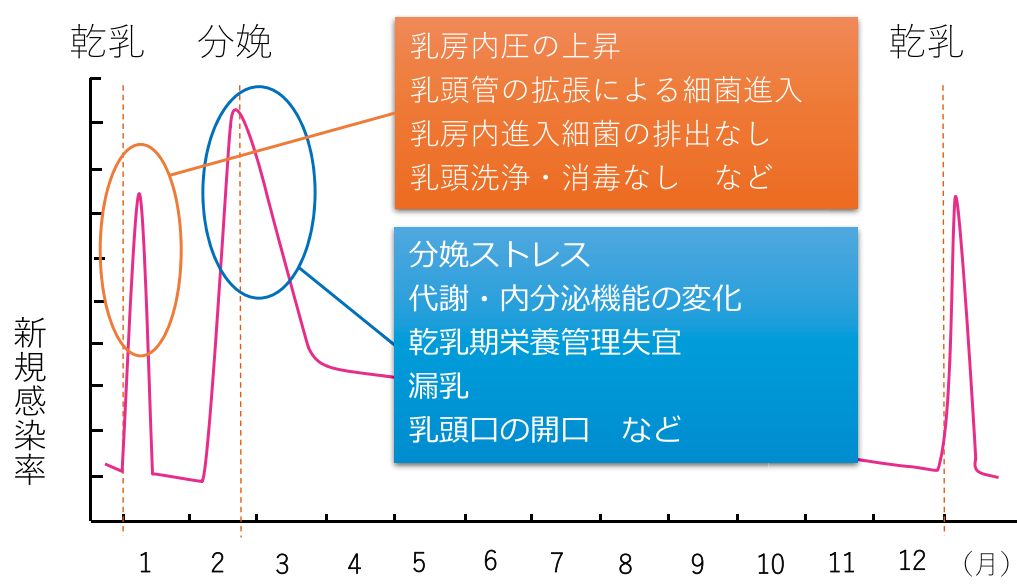 乾乳
分娩
乾乳
乳房内圧の上昇
乳頭管の拡張による細菌進入
乳房内進入細菌の排出なし
乳頭洗浄・消毒なし　など
分娩ストレス
代謝・内分泌機能の変化
乾乳期栄養管理失宜
漏乳
乳頭口の開口　など
新規感染率
1 2 3 4 5 6 7 8 9 10 11 12 （月）